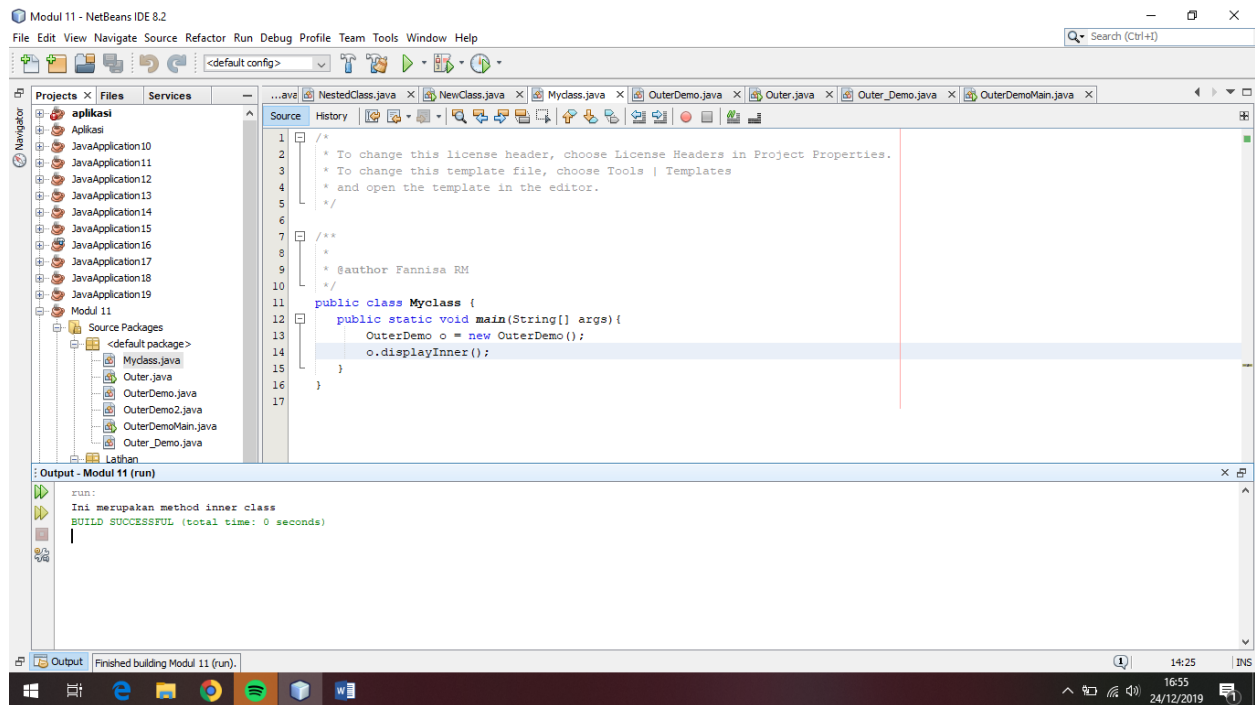 Modul 11 - NetBeans IDE 8.2
File Edit View Navigate Source Refactor Run Debug Profile Team Tools Window Help
Search (Ctrl+I)
<default config>
Projects Files Services
...ava NestedClass.java NewClass.java Myclass.java OuterDemo.java Outer.java Outer_Demo.java OuterDemoMain.java
Navigator
aplikasi
Aplikasi
JavaApplication10
JavaApplication11
JavaApplication12
JavaApplication13
JavaApplication14
JavaApplication15
JavaApplication16
JavaApplication17
JavaApplication18
JavaApplication19
Modul 11
Source Packages
<default package>
Myclass.java
Outer.java
OuterDemo.java
OuterDemo2.java
OuterDemoMain.java
Outer_Demo.java
Latihan
Source History
1 /*
2 * To change this license header, choose License Headers in Project Properties.
3 * To change this template file, choose Tools | Templates
4 * and open the template in the editor.
5 */
6
7 /**
8 *
9 * @author Fannisa RM
10 */
11 public class Myclass {
12 public static void main(String[] args){
13 OuterDemo o = new OuterDemo();
14 o.displayInner();
15 }
16 }
17
Output - Modul 11 (run)
run:
Ini merupakan method inner class
BUILD SUCCESSFUL (total time: 0 seconds)
Output Finished building Modul 11 (run). 1 14:25 INS
16:55
24/12/2019